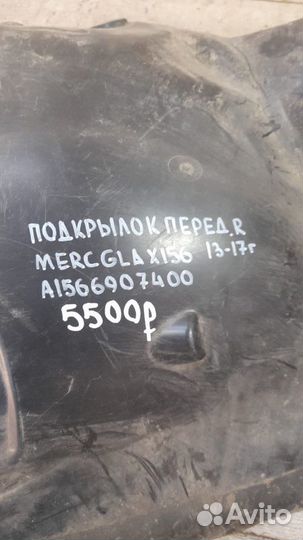 ПОДКРЫЛОК ПЕРЕД. R
MERC GLA X156 13-17г
A1566907400
5500р
Avito